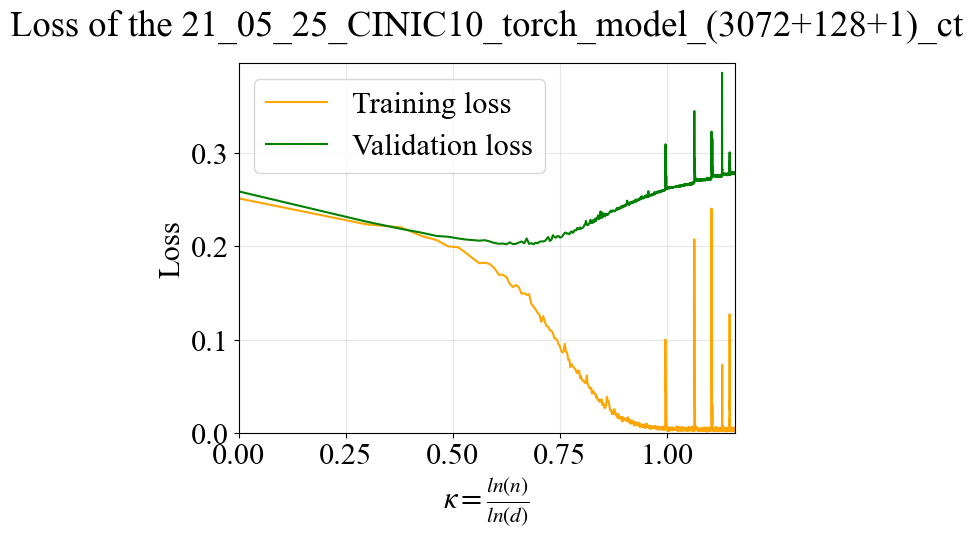 Loss of the 21_05_25_CINIC10_torch_model_(3072+128+1)_ct
Training loss
Validation loss
Loss
0.3
0.2
0.1
0.0
0.00 0.25 0.50 0.75 1.00
κ = ln(n)/ln(d)